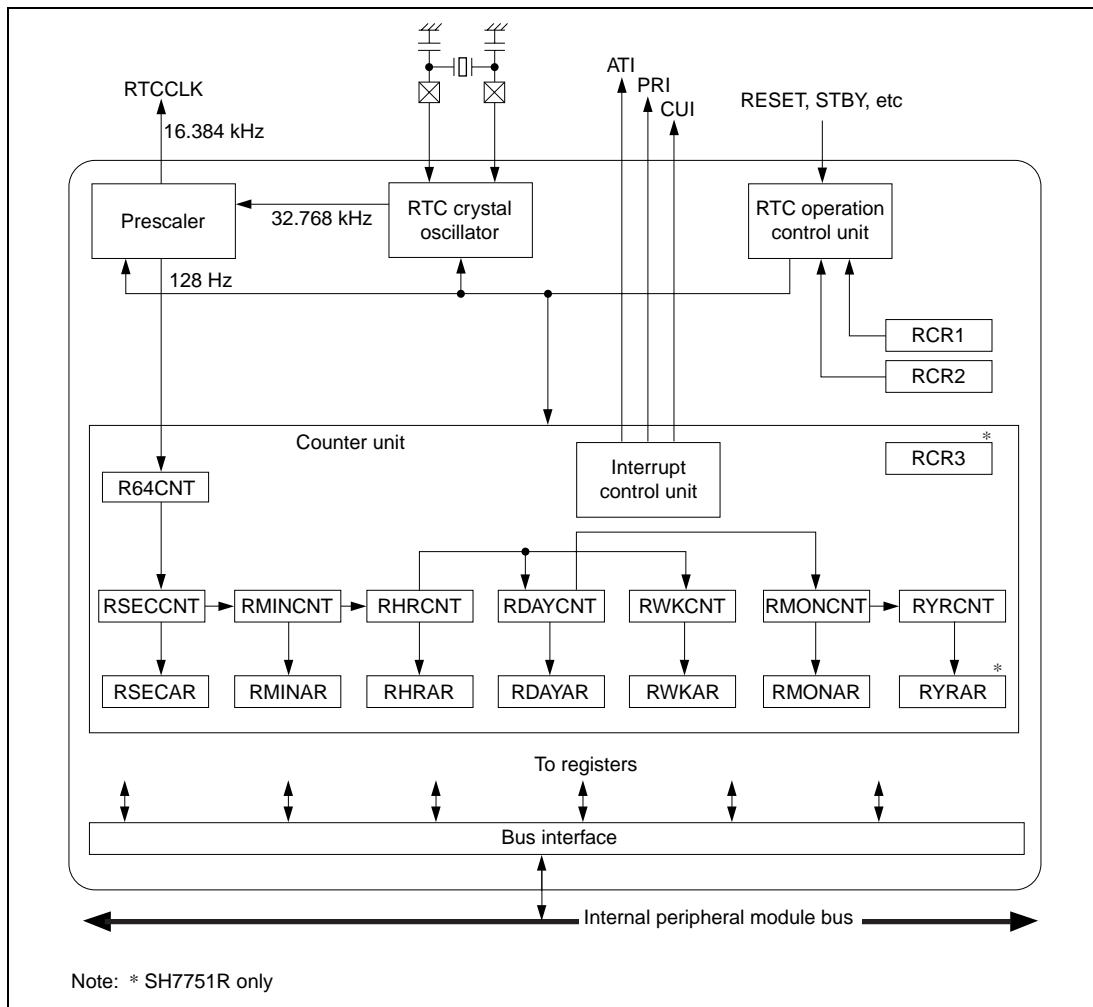 ATI
PRI
CUI
RTCCLK
16.384 kHz
RESET, STBY, etc
Prescaler
32.768 kHz
RTC crystal
oscillator
RTC operation
control unit
128 Hz
RCR1
RCR2
Counter unit
Interrupt
control unit
*
RCR3
R64CNT
RSECCNT
RMINCNT
RHRCNT
RDAYCNT
RWKCNT
RMONCNT
RYRCNT
*
RSECAR
RMINAR
RHRAR
RDAYAR
RWKAR
RMONAR
RYRAR
To registers
Bus interface
Internal peripheral module bus
Note: * SH7751R only